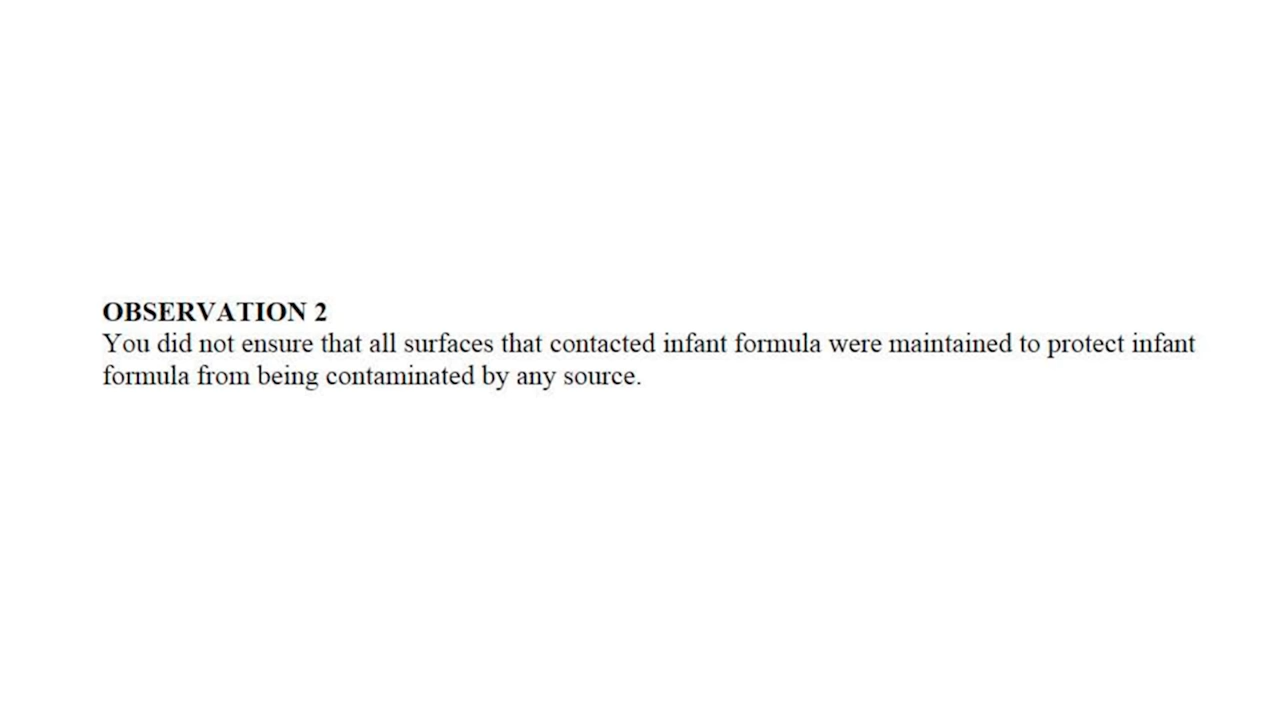 OBSERVATION 2
You did not ensure that all surfaces that contacted infant formula were maintained to protect infant
formula from being contaminated by any source.